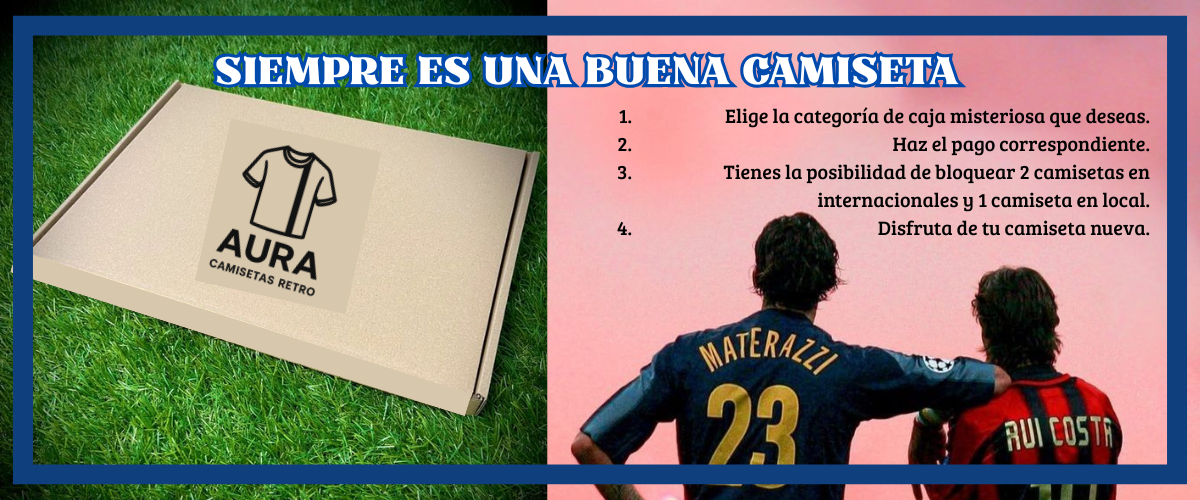 SIEMPRE ES UNA BUENA CAMISETA
1. Elige la categoría de caja misteriosa que deseas.
2. Haz el pago correspondiente.
3. Tienes la posibilidad de bloquear 2 camisetas en
internacionales y 1 camiseta en local.
4. Disfruta de tu camiseta nueva.
AURA
CAMISETAS RETRO
MATERAZZI
23
RUI COSTA
10